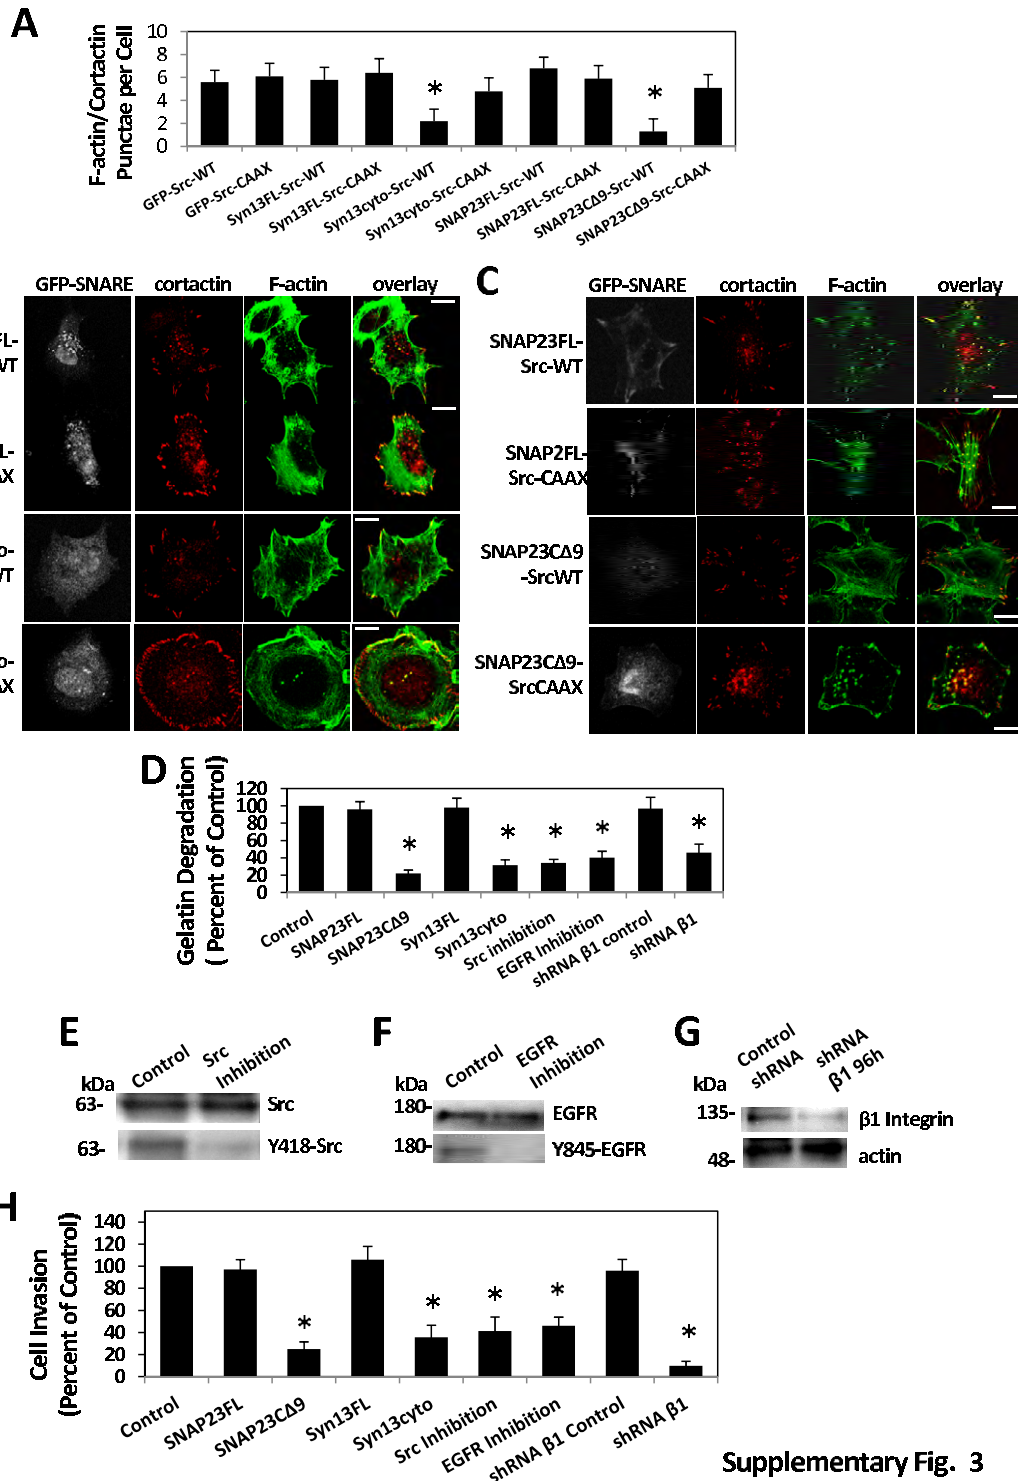 A
F-actin/Cortactin
Punctae per Cell
10
8
6
4
2
0
GFP-Src-WT
GFP-Src-CAAX
Syn13FL-Src-WT
Syn13FL-Src-CAAX
Syn13cyto-Src-WT
Syn13cyto-Src-CAAX
SNAP23FL-Src-WT
SNAP23FL-Src-CAAX
SNAP23CΔ9-Src-WT
SNAP23CΔ9-Src-CAAX
* *
GFP-SNARE cortactin F-actin overlay
FL-
WT
L-
AX
o-
WT
o-
AX
C
GFP-SNARE cortactin F-actin overlay
SNAP23FL-
Src-WT
SNAP2FL-
Src-CAAX
SNAP23CΔ9
-SrcWT
SNAP23CΔ9-
SrcCAAX
D
Gelatin Degradation
( Percent of Control)
120
100
80
60
40
20
0
* * * * *
Control
SNAP23FL
SNAP23CΔ9
Syn13FL
Syn13cyto
Src inhibition
EGFR Inhibition
shRNA β1 control
shRNA β1
E
Control
Src
Inhibition
kDa
63- Src
63- Y418-Src
F
Control
EGFR
Inhibition
kDa
180- EGFR
180- Y845-EGFR
G
Control
shRNA
shRNA
β1 96h
kDa
135- β1 Integrin
48- actin
H
Cell Invasion
(Percent of Control)
140
120
100
80
60
40
20
0
* * * * *
Control
SNAP23FL
SNAP23CΔ9
Syn13FL
Syn13cyto
Src Inhibition
EGFR Inhibition
shRNA β1 Control
shRNA β1
Supplementary Fig. 3